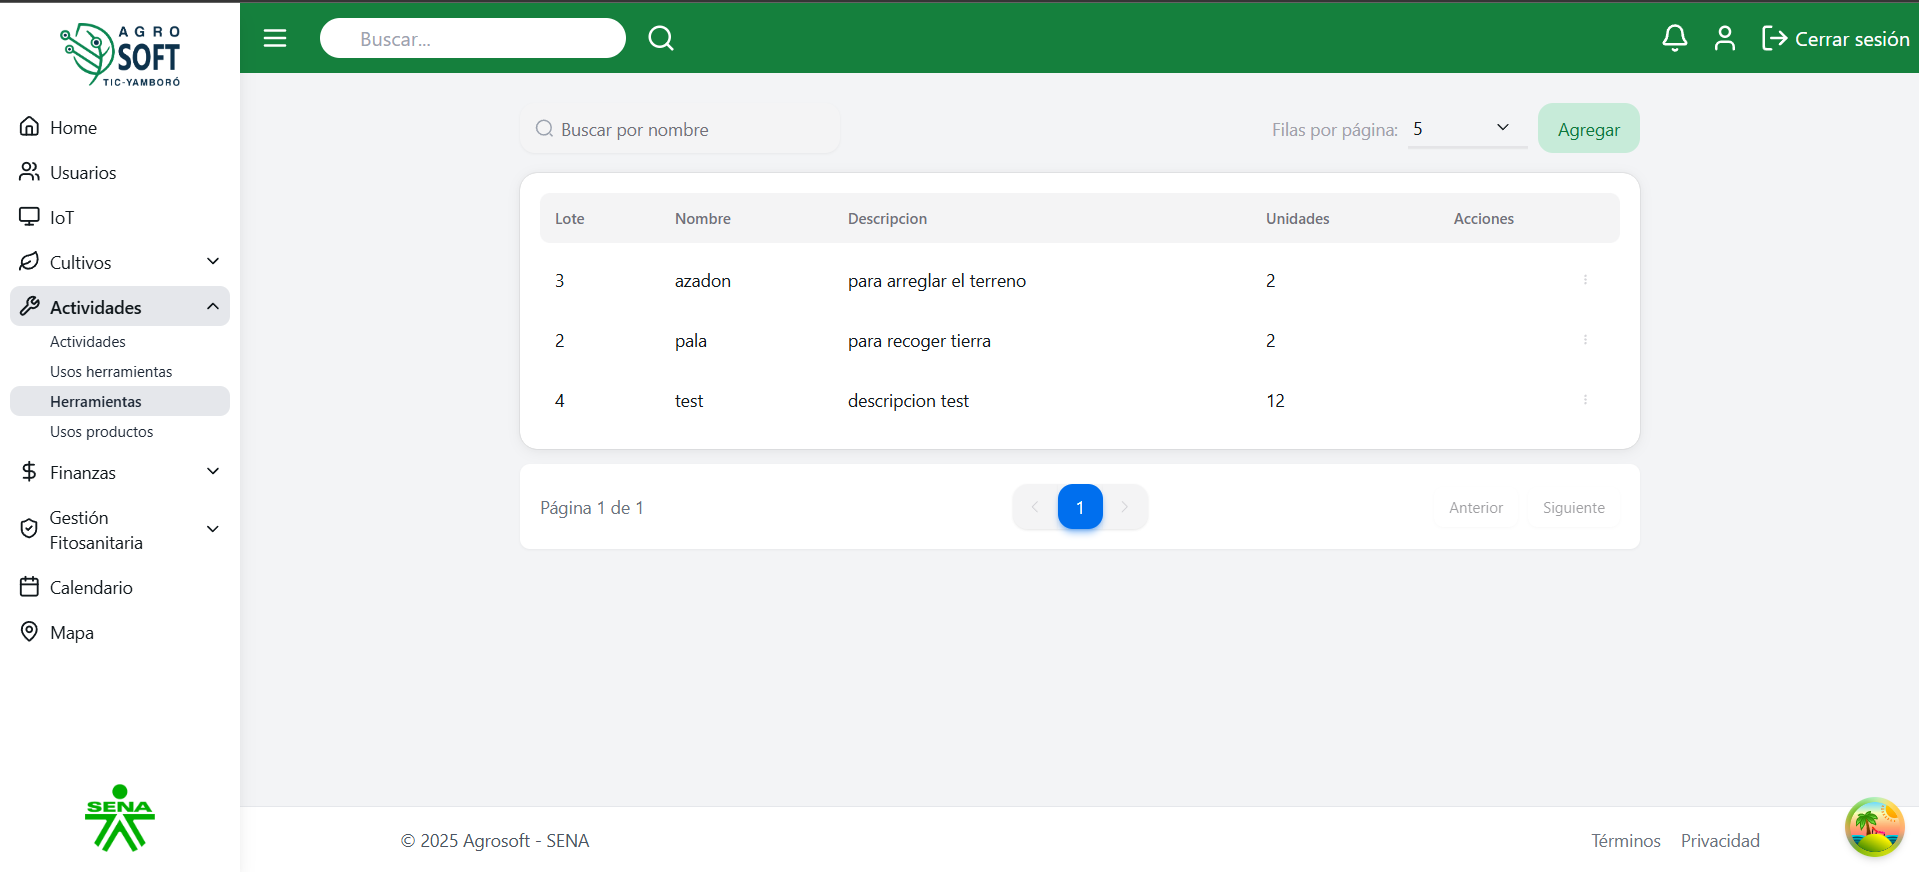 AGRO
SOFT
TIC-YAMBORÓ
Buscar...
Cerrar sesión
Home
Usuarios
IoT
Cultivos
Actividades
Actividades
Usos herramientas
Herramientas
Usos productos
Finanzas
Gestión
Fitosanitaria
Calendario
Mapa
SENA
Buscar por nombre
Filas por página: 5
Agregar
Lote Nombre Descripcion Unidades Acciones
3 azadon para arreglar el terreno 2
2 pala para recoger tierra 2
4 test descripcion test 12
Página 1 de 1
1
Anterior Siguiente
© 2025 Agrosoft - SENA
Términos Privacidad